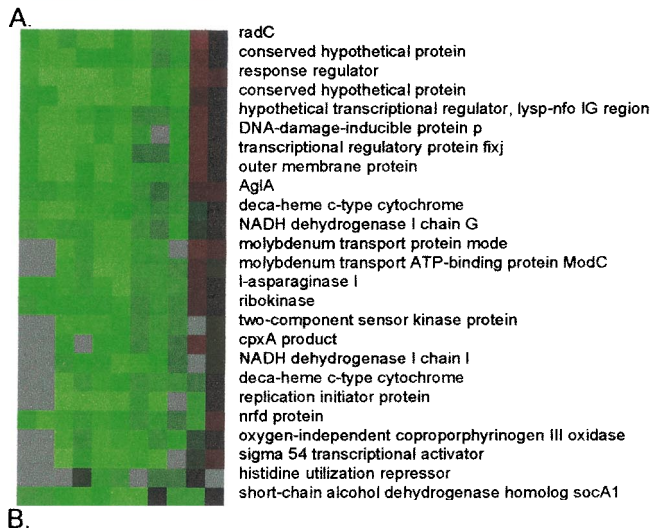 A.
radC
conserved hypothetical protein
response regulator
conserved hypothetical protein
hypothetical transcriptional regulator, lysp-nfo IG region
DNA-damage-inducible protein p
transcriptional regulatory protein fixj
outer membrane protein
AglA
deca-heme c-type cytochrome
NADH dehydrogenase I chain G
molybdenum transport protein mode
molybdenum transport ATP-binding protein ModC
l-asparaginase I
ribokinase
two-component sensor kinase protein
cpxA product
NADH dehydrogenase I chain I
deca-heme c-type cytochrome
replication initiator protein
nrfd protein
oxygen-independent coproporphyrinogen III oxidase
sigma 54 transcriptional activator
histidine utilization repressor
short-chain alcohol dehydrogenase homolog socA1
B.